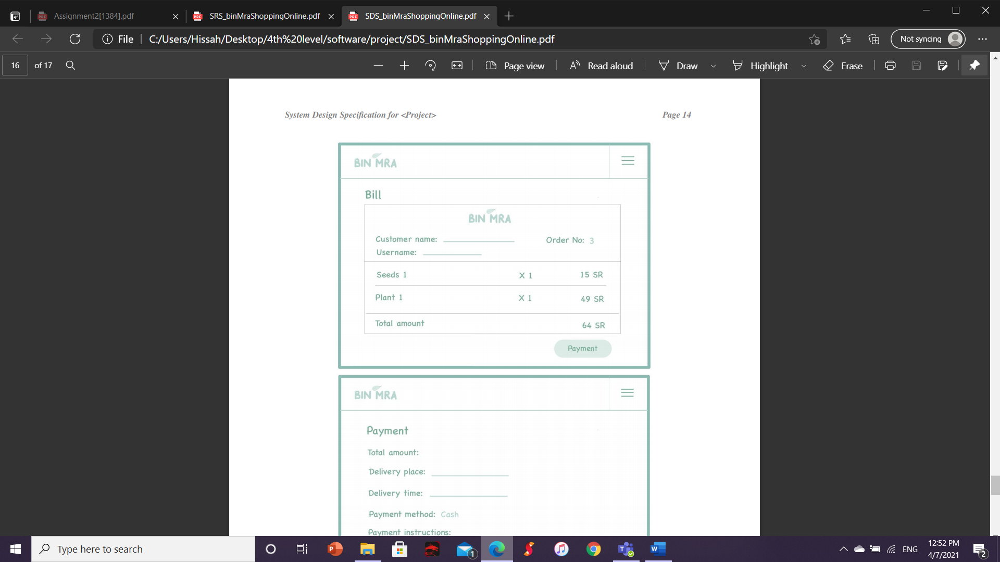 Assignment2[1384].pdf
SRS_binMraShoppingOnline.pdf
SDS_binMraShoppingOnline.pdf
File
C:/Users/Hissah/Desktop/4th%20level/software/project/SDS_binMraShoppingOnline.pdf
Not syncing
16 of 17
Page view
Read aloud
Draw
Highlight
Erase
System Design Specification for <Project> Page 14
BIN MRA
Bill
BIN MRA
Customer name: Order No: 3
Username:
Seeds 1 X 1 15 SR
Plant 1 X 1 49 SR
Total amount 64 SR
Payment
BIN MRA
Payment
Total amount:
Delivery place:
Delivery time:
Payment method: Cash
Payment instructions:
Type here to search
1
ENG
12:52 PM
4/7/2021
2